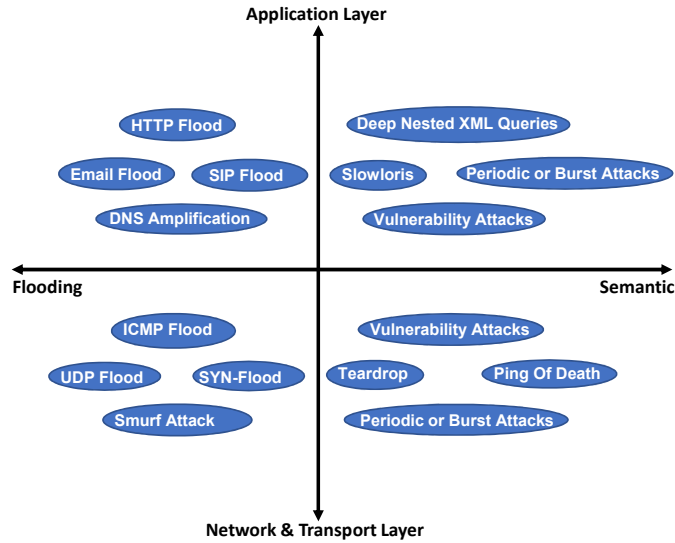 Application Layer
HTTP Flood
Deep Nested XML Queries
Email Flood
SIP Flood
Slowloris
Periodic or Burst Attacks
DNS Amplification
Vulnerability Attacks
Flooding
Semantic
ICMP Flood
Vulnerability Attacks
UDP Flood
SYN-Flood
Teardrop
Ping Of Death
Smurf Attack
Periodic or Burst Attacks
Network & Transport Layer